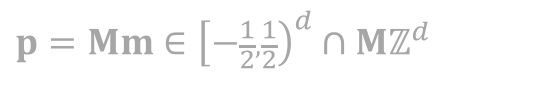 𝐩 = 𝐌𝐦 ∈ [−1/2, 1/2)^d ∩ 𝐌ℤ^d